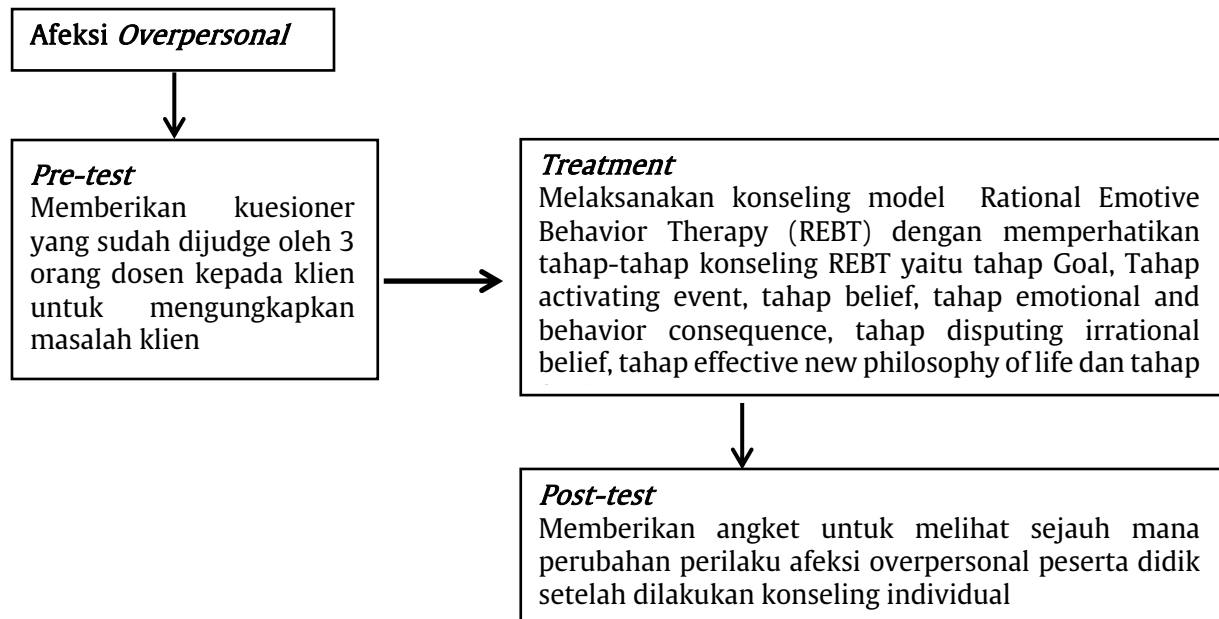 Afeksi Overpersonal
Pre-test
Memberikan kuesioner
yang sudah dijudge oleh 3
orang dosen kepada klien
untuk mengungkapkan
masalah klien
Treatment
Melaksanakan konseling model Rational Emotive
Behavior Therapy (REBT) dengan memperhatikan
tahap-tahap konseling REBT yaitu tahap Goal, Tahap
activating event, tahap belief, tahap emotional and
behavior consequence, tahap disputing irrational
belief, tahap effective new philosophy of life dan tahap
Post-test
Memberikan angket untuk melihat sejauh mana
perubahan perilaku afeksi overpersonal peserta didik
setelah dilakukan konseling individual